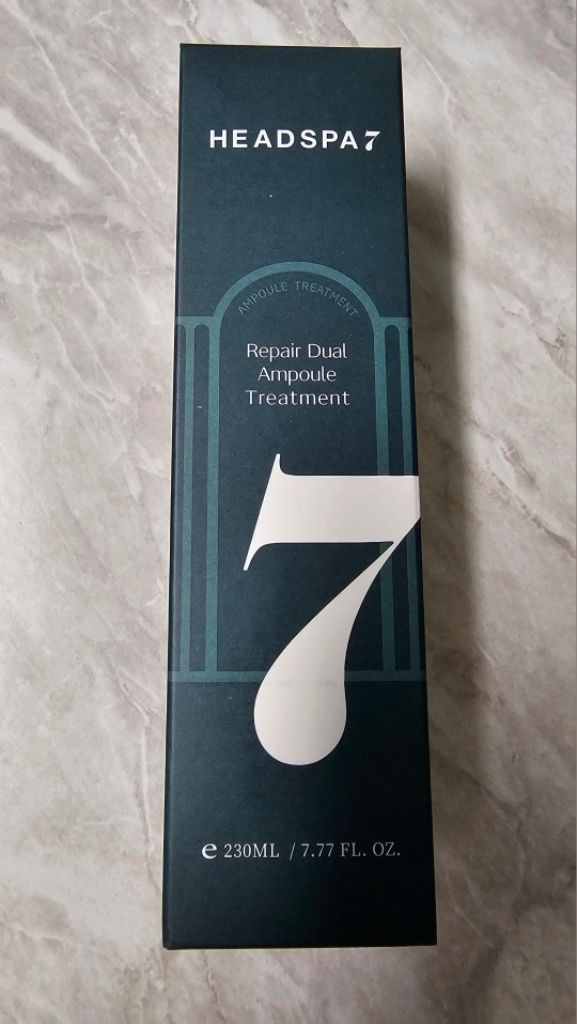 HEADSPA7
AMPOULE TREATMENT
Repair Dual
Ampoule
Treatment
7
e 230ML / 7.77 FL. OZ.